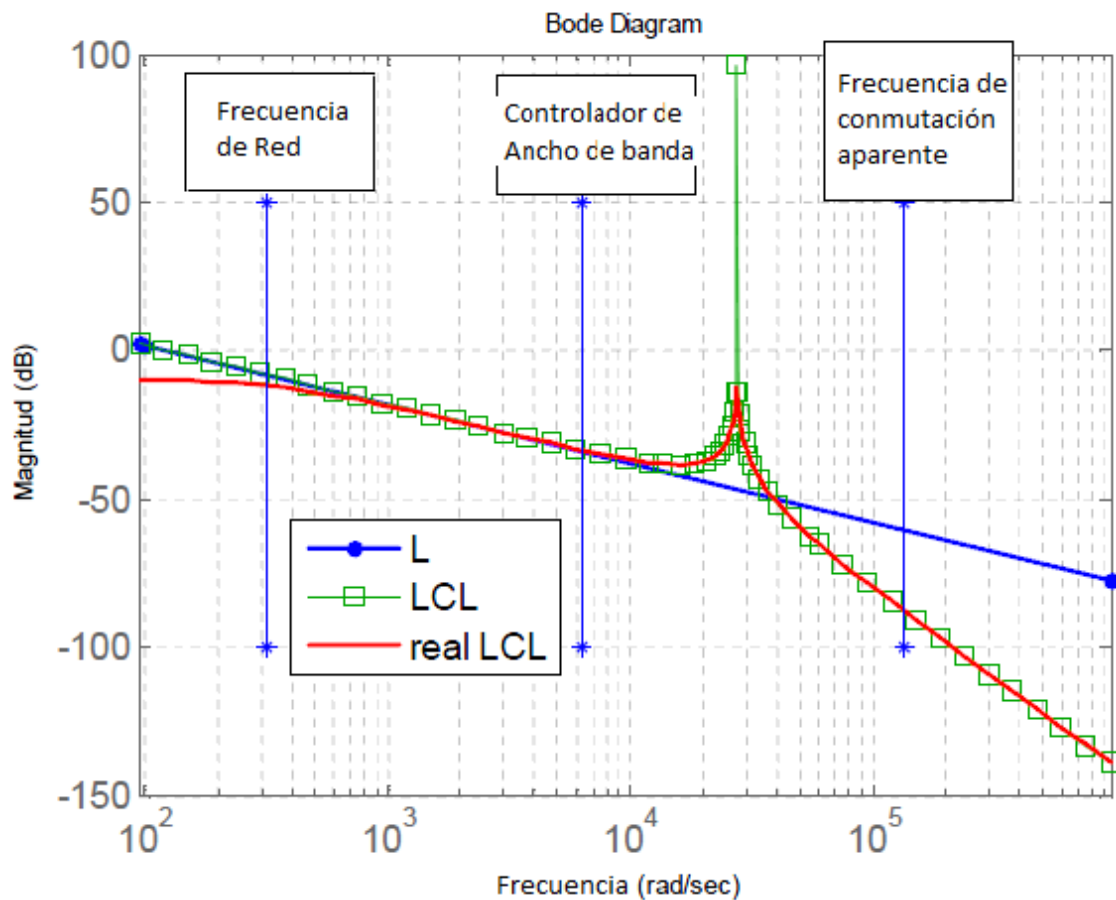 Bode Diagram
Frecuencia
de Red
Controlador de
Ancho de banda
Frecuencia de
conmutación
aparente
100
50
0
-50
-100
-150
Magnitud (dB)
L
LCL
real LCL
10^2
10^3
10^4
10^5
Frecuencia (rad/sec)